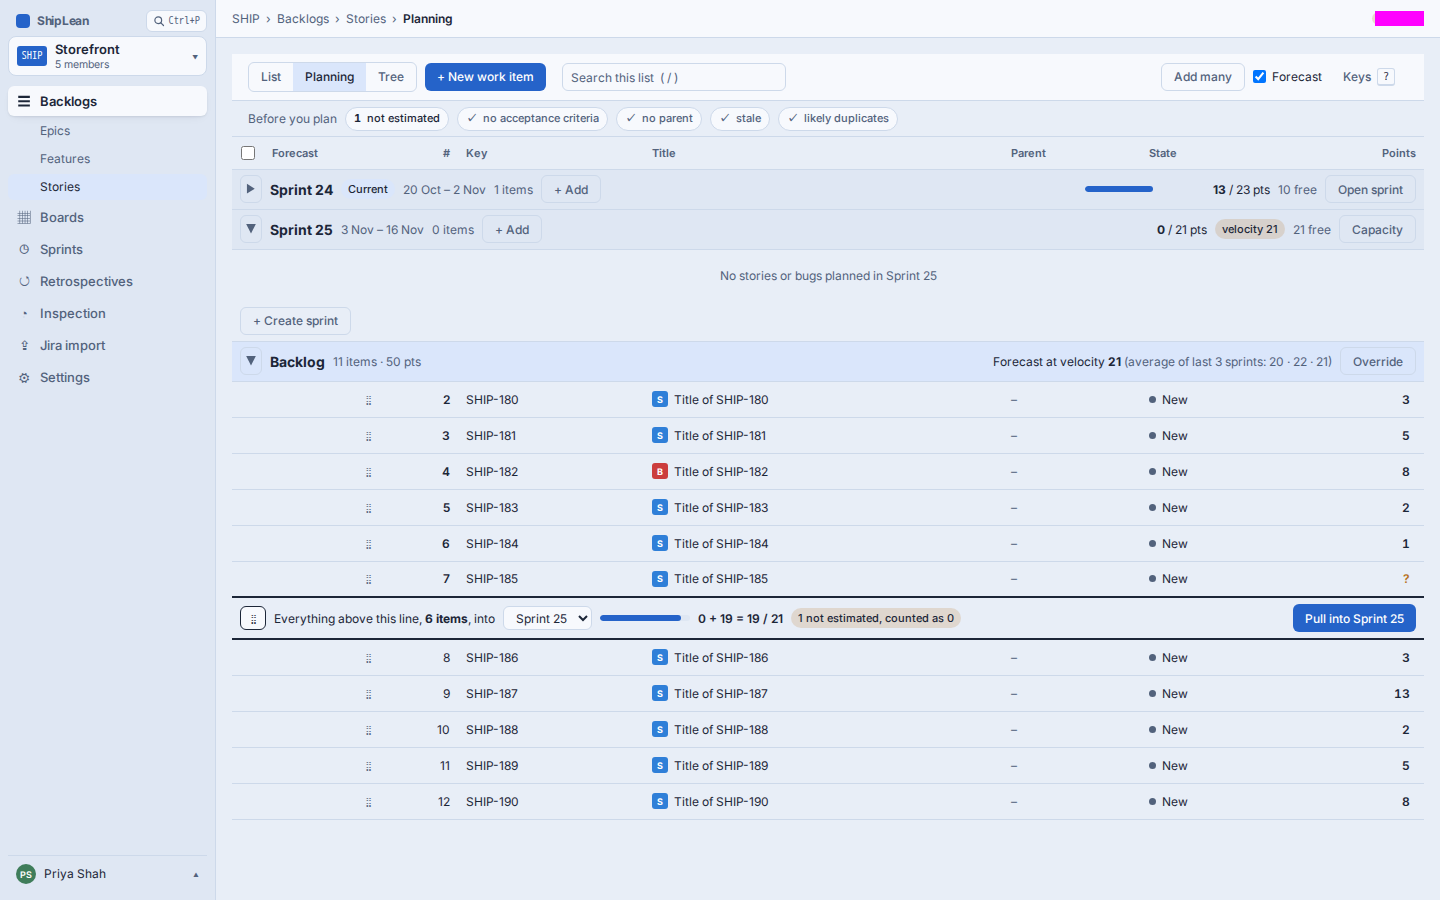 ShipLean Ctrl+P
SHIP Storefront
5 members
Backlogs
Epics
Features
Stories
Boards
Sprints
Retrospectives
Inspection
Jira import
Settings
PS Priya Shah
SHIP › Backlogs › Stories › Planning
List Planning Tree + New work item Search this list ( / ) Add many Forecast Keys ?
Before you plan 1 not estimated ✓ no acceptance criteria ✓ no parent ✓ stale ✓ likely duplicates
Forecast # Key Title Parent State Points
Sprint 24 Current 20 Oct – 2 Nov 1 items + Add 13 / 23 pts 10 free Open sprint
Sprint 25 3 Nov – 16 Nov 0 items + Add 0 / 21 pts velocity 21 21 free Capacity
No stories or bugs planned in Sprint 25
+ Create sprint
Backlog 11 items · 50 pts Forecast at velocity 21 (average of last 3 sprints: 20 · 22 · 21) Override
2 SHIP-180 S Title of SHIP-180 – New 3
3 SHIP-181 S Title of SHIP-181 – New 5
4 SHIP-182 B Title of SHIP-182 – New 8
5 SHIP-183 S Title of SHIP-183 – New 2
6 SHIP-184 S Title of SHIP-184 – New 1
7 SHIP-185 S Title of SHIP-185 – New ?
Everything above this line, 6 items, into Sprint 25 0 + 19 = 19 / 21 1 not estimated, counted as 0 Pull into Sprint 25
8 SHIP-186 S Title of SHIP-186 – New 3
9 SHIP-187 S Title of SHIP-187 – New 13
10 SHIP-188 S Title of SHIP-188 – New 2
11 SHIP-189 S Title of SHIP-189 – New 5
12 SHIP-190 S Title of SHIP-190 – New 8